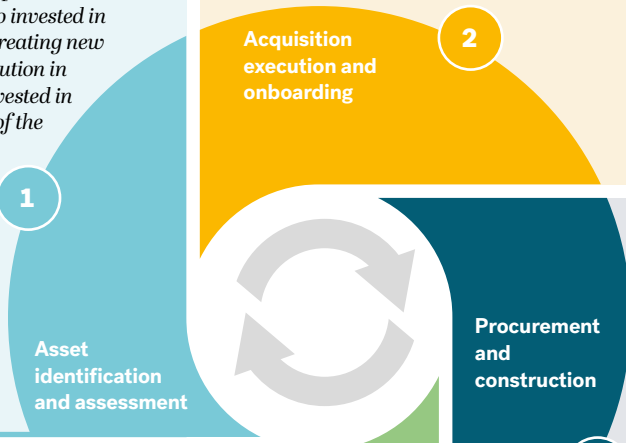 invested in
reating new
ution in
vested in
of the
1
Asset
identification
and assessment
2
Acquisition
execution and
onboarding
Procurement
and
construction